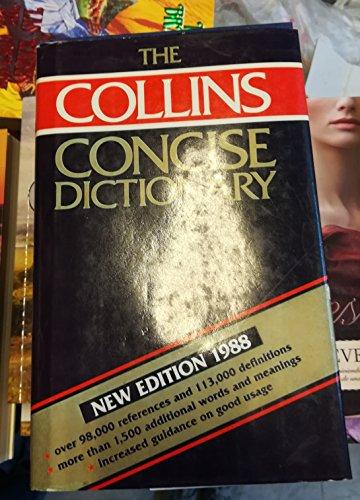 THE
COLLINS
CONCISE
DICTIONARY
NEW EDITION 1988
• over 98,000 references and 113,000 definitions
• more than 1,500 additional words and meanings
• Increased guidance on good usage